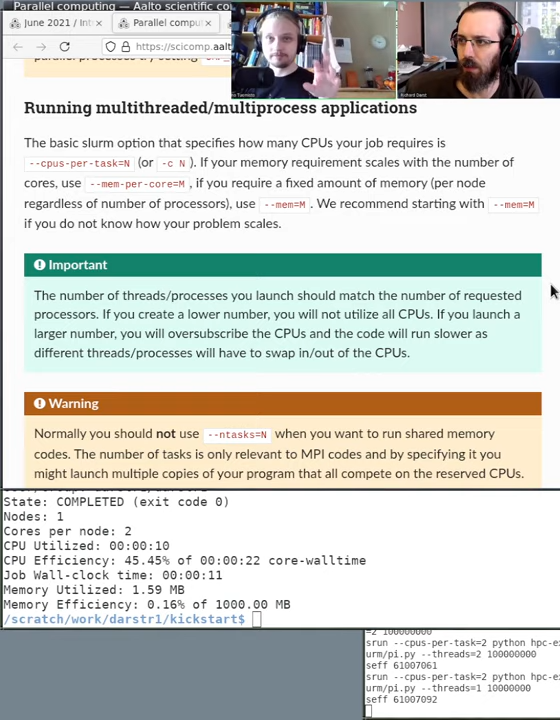 Parallel computing — Aalto scientific co
June 2021 / Int
Parallel compu
https://scicomp.aalt
Running multithreaded/multiprocess applications
The basic slurm option that specifies how many CPUs your job requires is
--cpus-per-task=N (or -c N ). If your memory requirement scales with the number of
cores, use --mem-per-core=M , if you require a fixed amount of memory (per node
regardless of number of processors), use --mem=M . We recommend starting with --mem=M
if you do not know how your problem scales.
Important
The number of threads/processes you launch should match the number of requested
processors. If you create a lower number, you will not utilize all CPUs. If you launch a
larger number, you will oversubscribe the CPUs and the code will run slower as
different threads/processes will have to swap in/out of the CPUs.
Warning
Normally you should not use --ntasks=N when you want to run shared memory
codes. The number of tasks is only relevant to MPI codes and by specifying it you
might launch multiple copies of your program that all compete on the reserved CPUs.
State: COMPLETED (exit code 0)
Nodes: 1
Cores per node: 2
CPU Utilized: 00:00:10
CPU Efficiency: 45.45% of 00:00:22 core-walltime
Job Wall-clock time: 00:00:11
Memory Utilized: 1.59 MB
Memory Efficiency: 0.16% of 1000.00 MB
/scratch/work/darstr1/kickstart$
=2 100000000
srun --cpus-per-task=2 python hpc-e
urm/pi.py --threads=2 100000000
seff 61007061
srun --cpus-per-task=2 python hpc-e
urm/pi.py --threads=1 10000000
seff 61007092